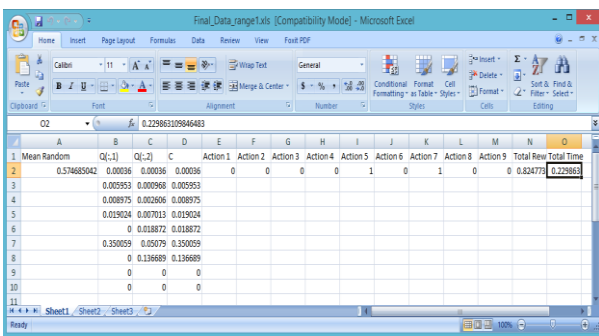 Final_Data_range1.xls [Compatibility Mode] - Microsoft Excel
Home Insert Page Layout Formulas Data Review View Foxit PDF
Calibri 11 A A Wrap Text General Insert Σ
Paste B I U A Merge & Center $ % , .0 .00 .00 .0 Conditional Format Cell Delete Sort & Find &
Formatting as Table Styles Format Filter Select
Clipboard Font Alignment Number Styles Cells Editing
O2 fx 0.229863109846483
A B C D E F G H I J K L M N O
1 Mean Random Q(:,1) Q(:,2) C Action 1 Action 2 Action 3 Action 4 Action 5 Action 6 Action 7 Action 8 Action 9 Total Rew Total Time
2 0.574685042 0.00036 0.00036 0.00036 0 0 0 0 1 0 1 0 0 0.824773 0.229863
3 0.005953 0.000968 0.005953
4 0.008975 0.002606 0.008975
5 0.019024 0.007013 0.019024
6 0 0.018872 0.018872
7 0.350059 0.05079 0.350059
8 0 0.136689 0.136689
9 0 0 0
10 0 0 0
11
Sheet1 Sheet2 Sheet3
Ready 100%